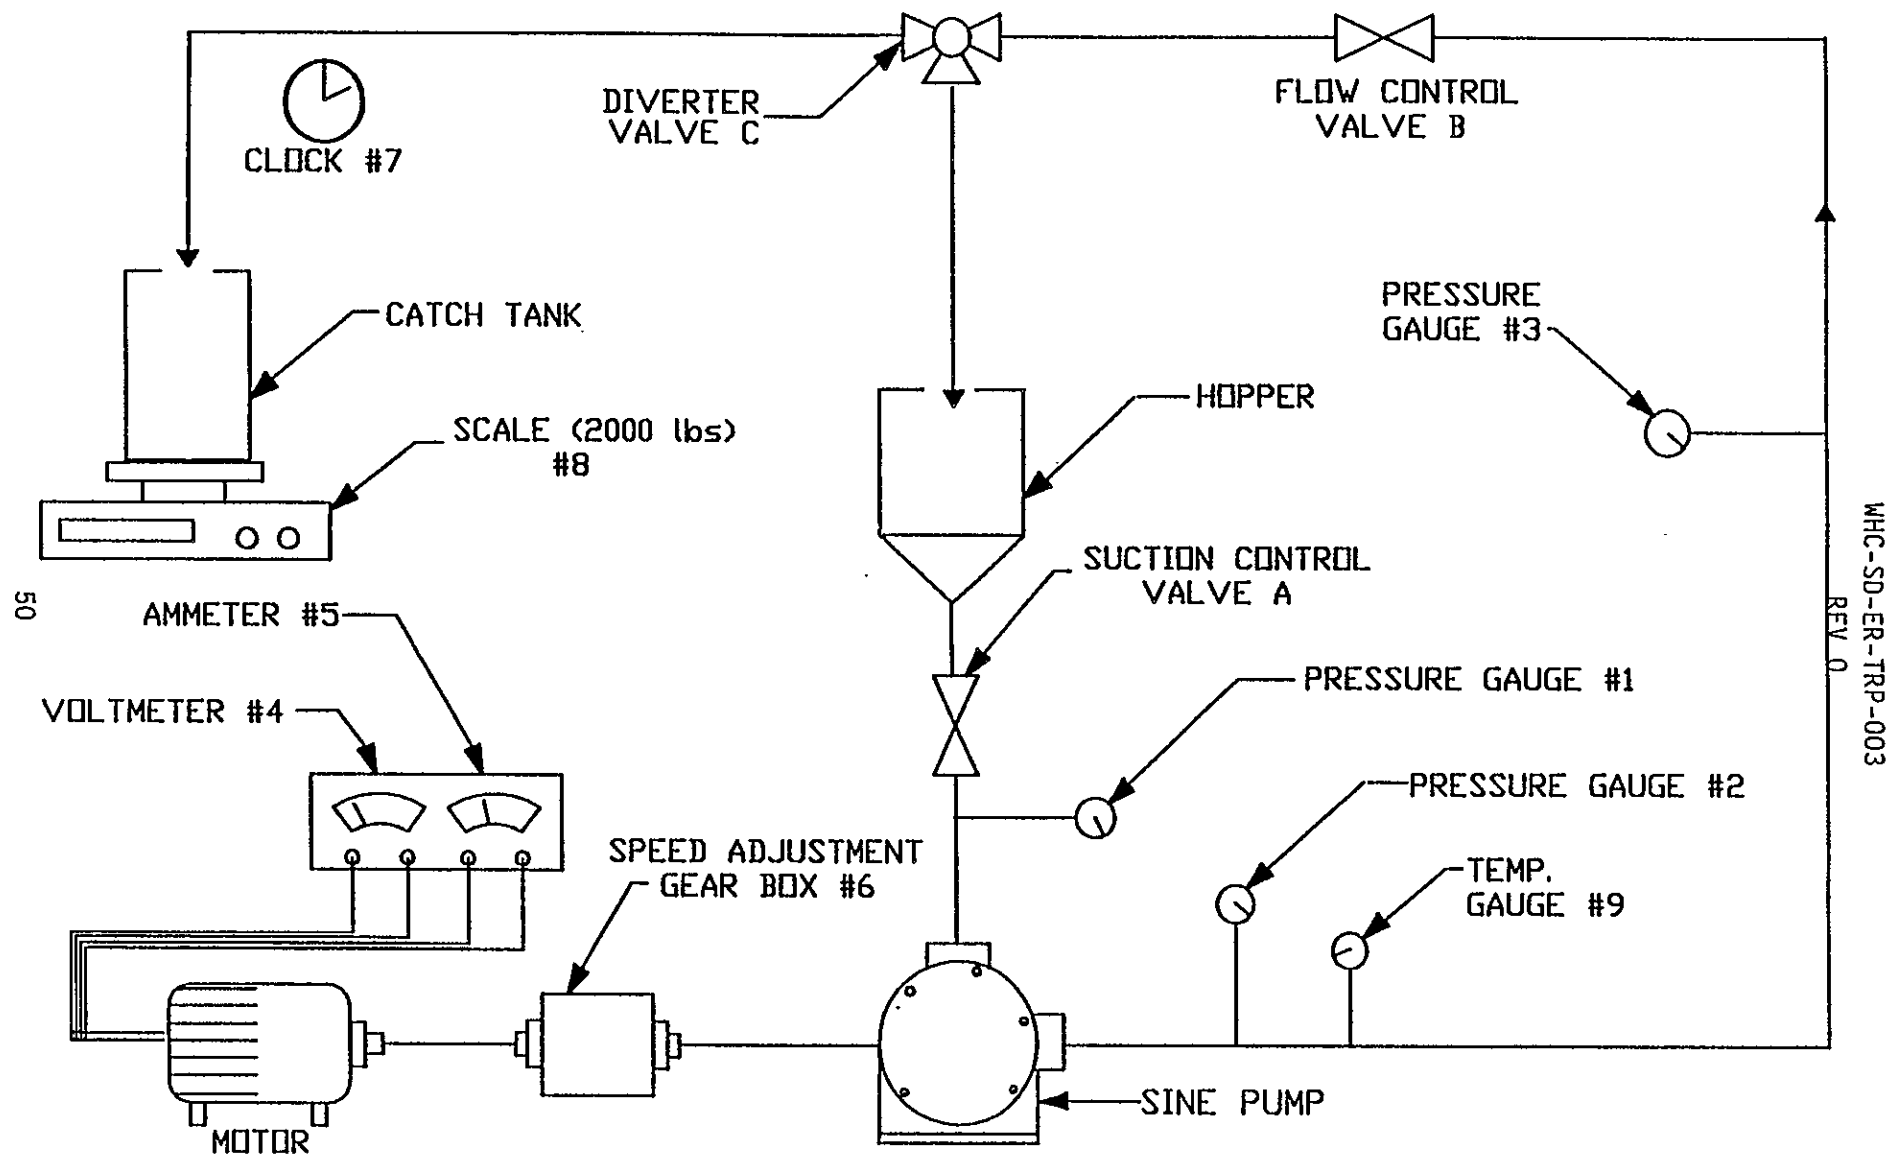 DIVERTER
VALVE C
FLOW CONTROL
VALVE B
CLOCK #7
CATCH TANK
PRESSURE
GAUGE #3
HOPPER
SCALE (2000 lbs)
#8
SUCTION CONTROL
VALVE A
AMMETER #5
PRESSURE GAUGE #1
VOLTMETER #4
PRESSURE GAUGE #2
SPEED ADJUSTMENT
GEAR BOX #6
TEMP.
GAUGE #9
SINE PUMP
MOTOR
WHC-SD-ER-TRP-003
REV 0
50